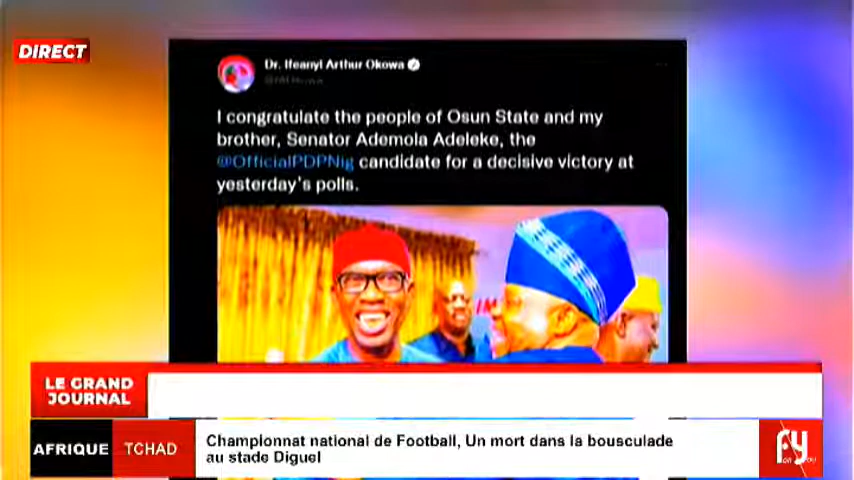 DIRECT
Dr. Ifeanyi Arthur Okowa
I congratulate the people of Osun State and my
brother, Senator Ademola Adeleke, the
@OfficialPDPNig candidate for a decisive victory at
yesterday's polls.
LE GRAND
JOURNAL
AFRIQUE TCHAD
Championnat national de Football, Un mort dans la bousculade
au stade Diguel
fy